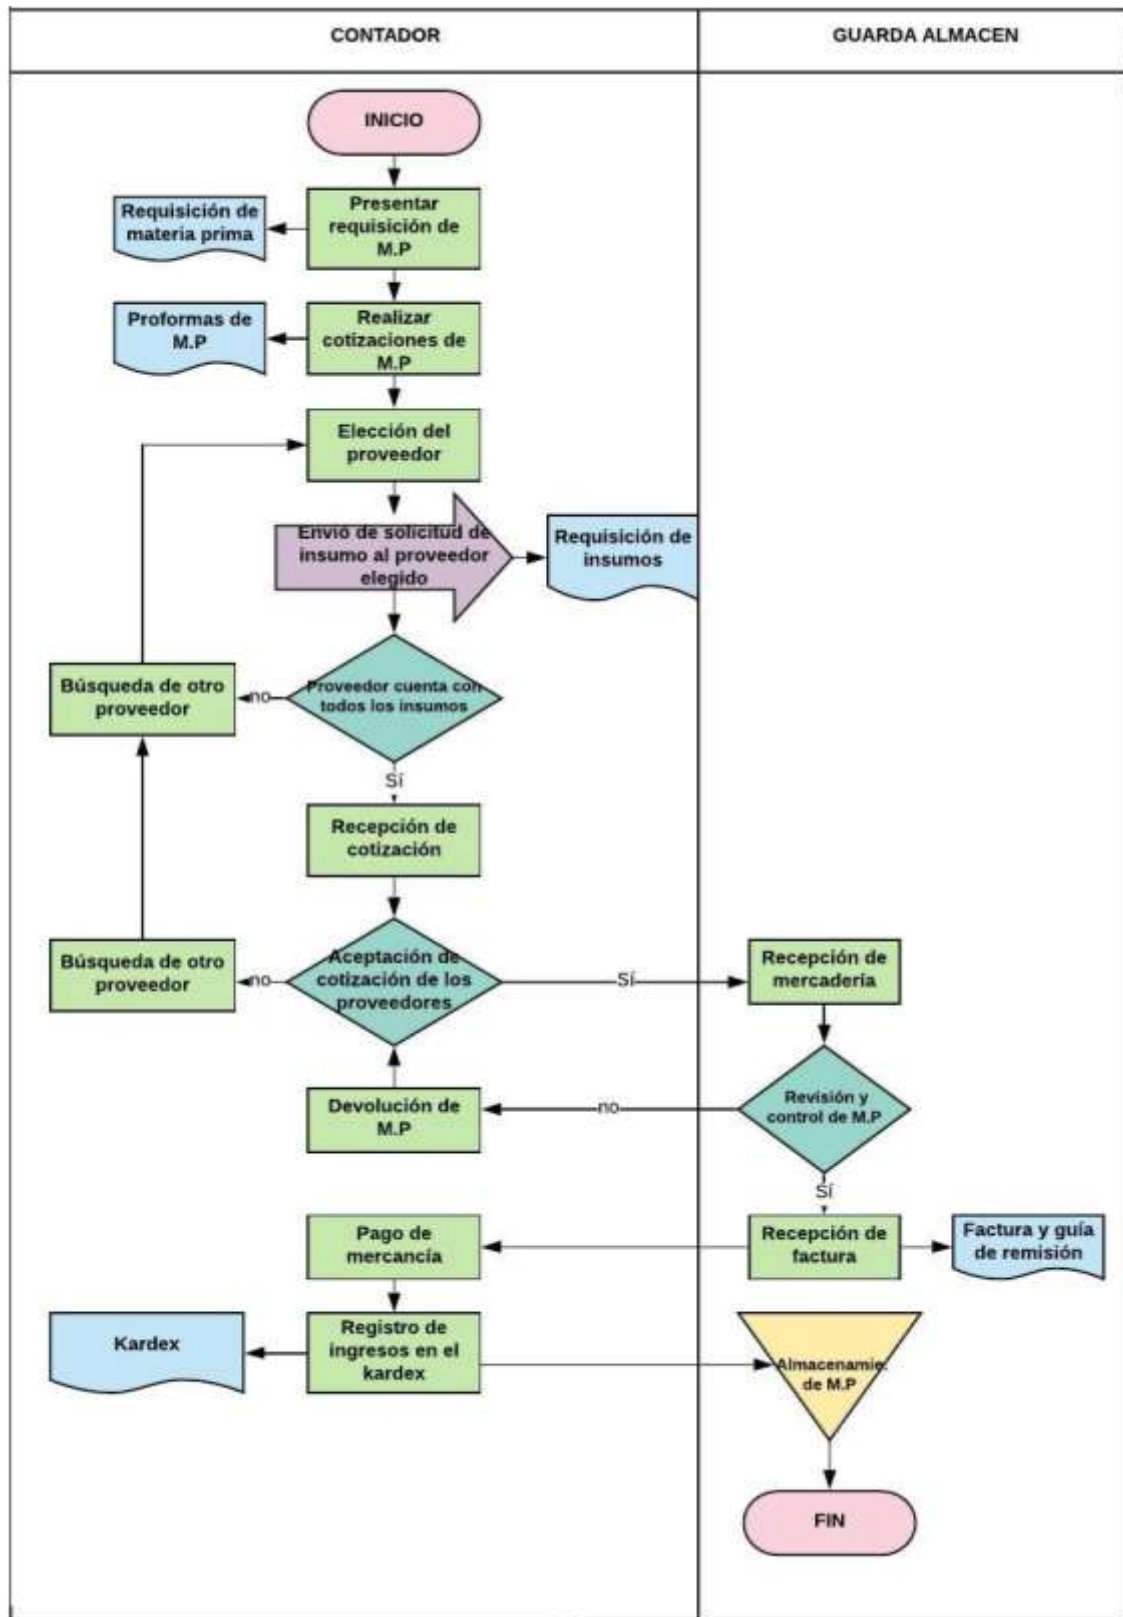 CONTADOR
GUARDA ALMACEN
INICIO
Presentar
requisición de
M.P
Requisición de
materia prima
Realizar
cotizaciones de
M.P
Proformas de
M.P
Elección del
proveedor
Envió de solicitud de
insumo al proveedor
elegido
Requisición de
insumos
Proveedor cuenta con
todos los insumos
no
Búsqueda de otro
proveedor
Sí
Recepción de
cotización
Aceptación de
cotización de los
proveedores
no
Búsqueda de otro
proveedor
Sí
Recepción de
mercadería
Revisión y
control de M.P
no
Devolución de
M.P
Sí
Recepción de
factura
Factura y guía
de remisión
Pago de
mercancía
Registro de
ingresos en el
kardex
Kardex
Almacenamie.
de M.P
FIN